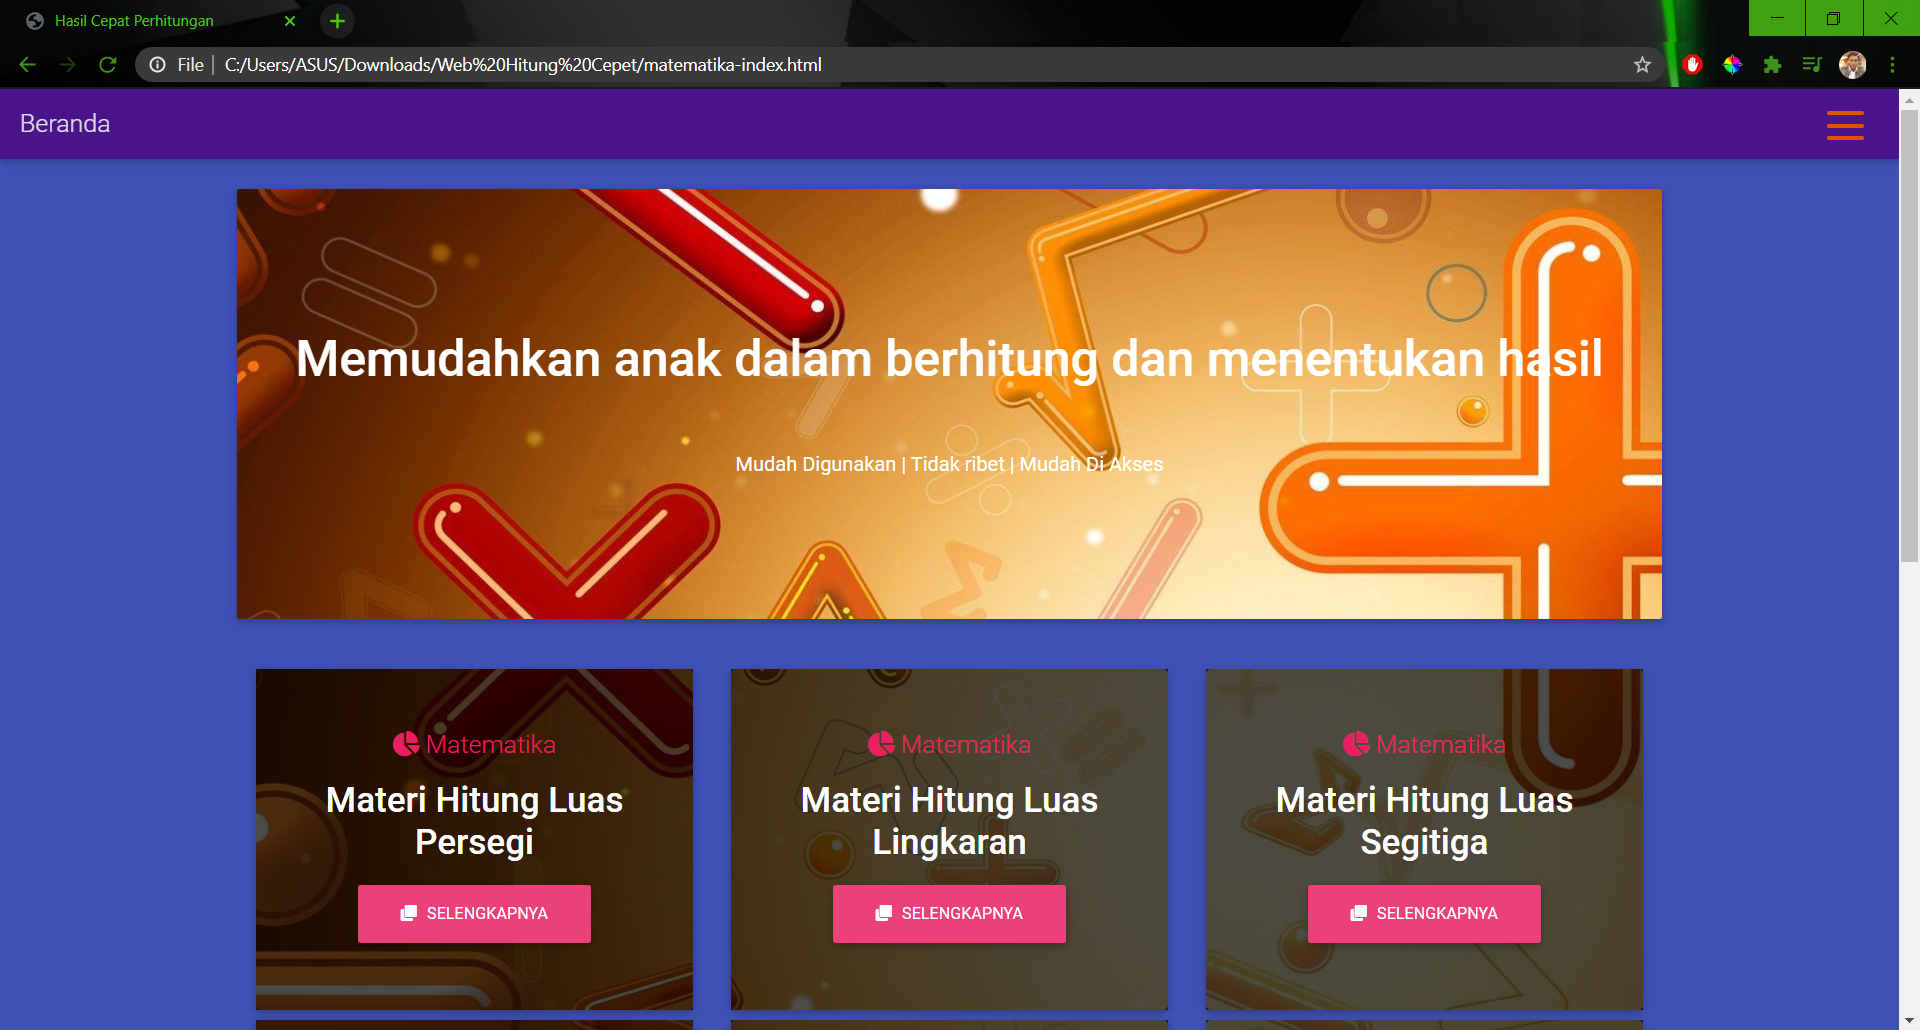 Hasil Cepat Perhitungan
File | C:/Users/ASUS/Downloads/Web%20Hitung%20Cepet/matematika-index.html
Beranda
Memudahkan anak dalam berhitung dan menentukan hasil
Mudah Digunakan | Tidak ribet | Mudah Di Akses
Matematika
Materi Hitung Luas
Persegi
SELENGKAPNYA
Matematika
Materi Hitung Luas
Lingkaran
SELENGKAPNYA
Matematika
Materi Hitung Luas
Segitiga
SELENGKAPNYA